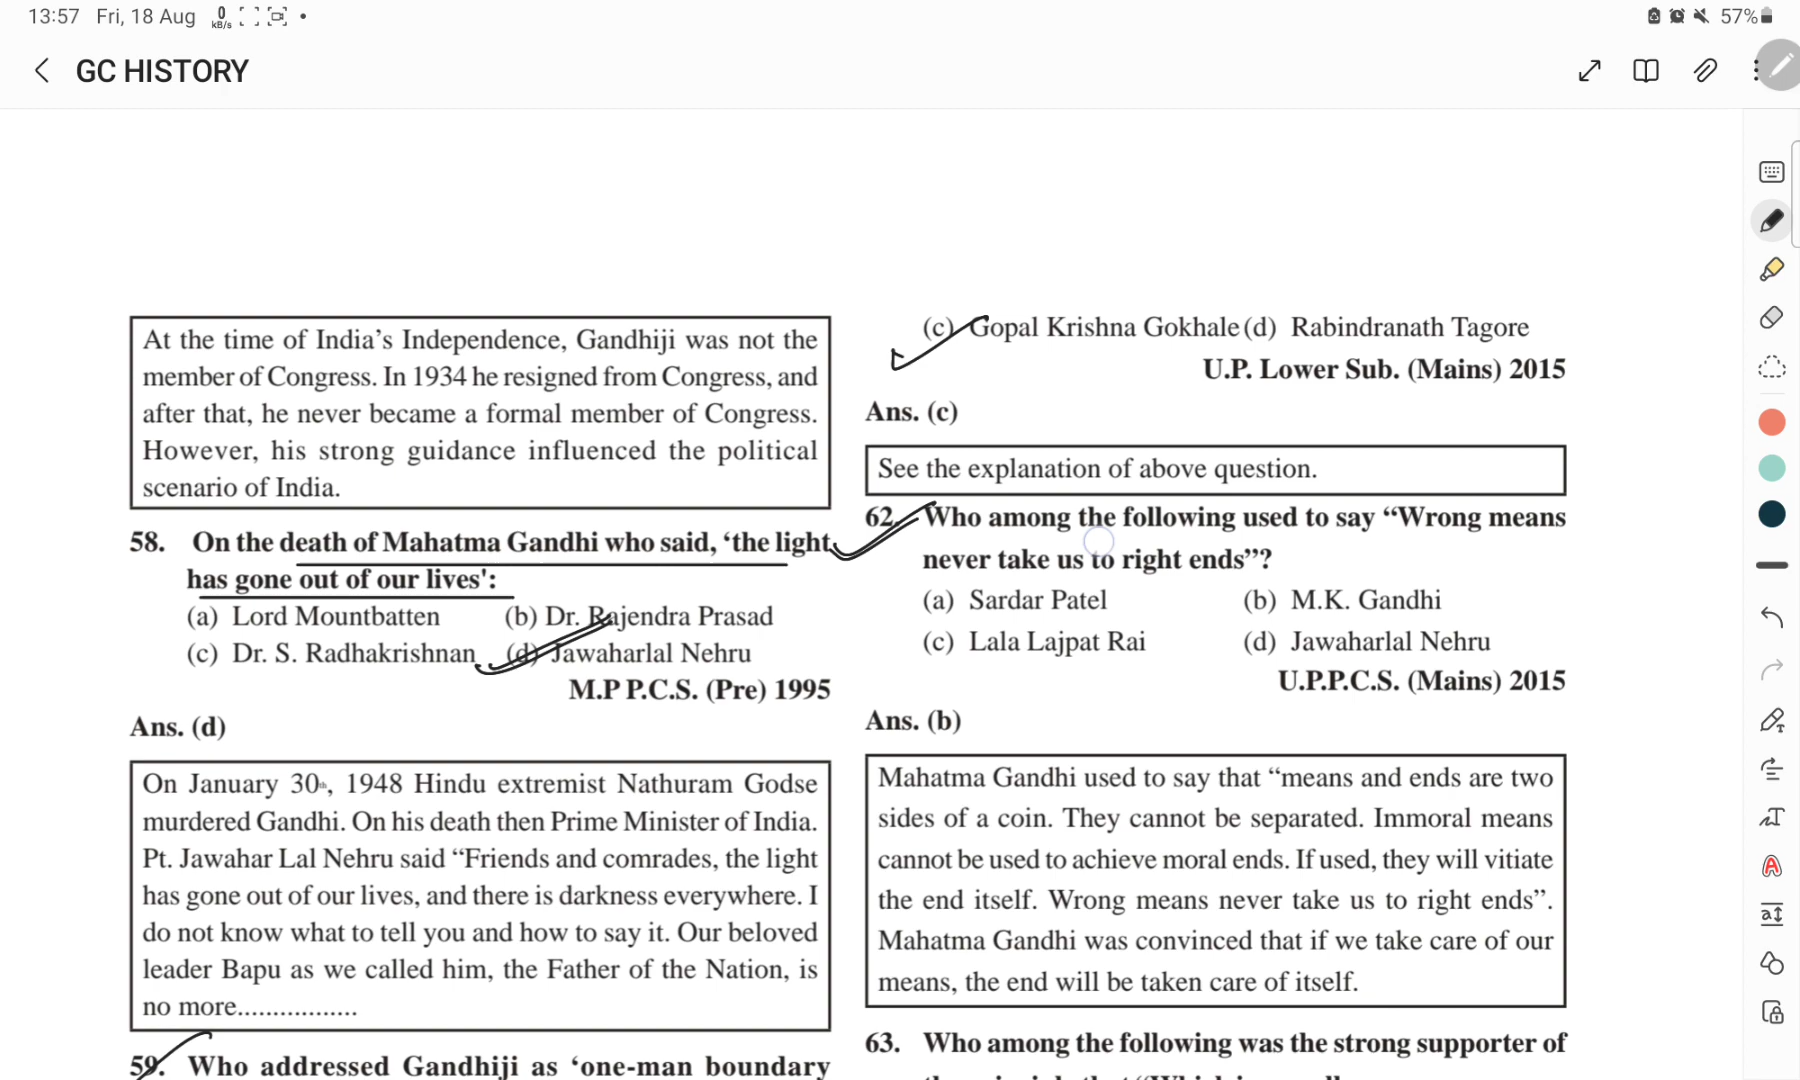 13:57 Fri, 18 Aug 0 kB/s
57%
GC HISTORY
At the time of India's Independence, Gandhiji was not the
member of Congress. In 1934 he resigned from Congress, and
after that, he never became a formal member of Congress.
However, his strong guidance influenced the political
scenario of India.
58. On the death of Mahatma Gandhi who said, ‘the light
has gone out of our lives':
(a) Lord Mountbatten (b) Dr. Rajendra Prasad
(c) Dr. S. Radhakrishnan (d) Jawaharlal Nehru
M.P P.C.S. (Pre) 1995
Ans. (d)
On January 30th, 1948 Hindu extremist Nathuram Godse
murdered Gandhi. On his death then Prime Minister of India.
Pt. Jawahar Lal Nehru said “Friends and comrades, the light
has gone out of our lives, and there is darkness everywhere. I
do not know what to tell you and how to say it. Our beloved
leader Bapu as we called him, the Father of the Nation, is
no more.................
59. Who addressed Gandhiji as ‘one-man boundary
(c) Gopal Krishna Gokhale (d) Rabindranath Tagore
U.P. Lower Sub. (Mains) 2015
Ans. (c)
See the explanation of above question.
62. Who among the following used to say “Wrong means
never take us to right ends”?
(a) Sardar Patel (b) M.K. Gandhi
(c) Lala Lajpat Rai (d) Jawaharlal Nehru
U.P.P.C.S. (Mains) 2015
Ans. (b)
Mahatma Gandhi used to say that “means and ends are two
sides of a coin. They cannot be separated. Immoral means
cannot be used to achieve moral ends. If used, they will vitiate
the end itself. Wrong means never take us to right ends”.
Mahatma Gandhi was convinced that if we take care of our
means, the end will be taken care of itself.
63. Who among the following was the strong supporter of